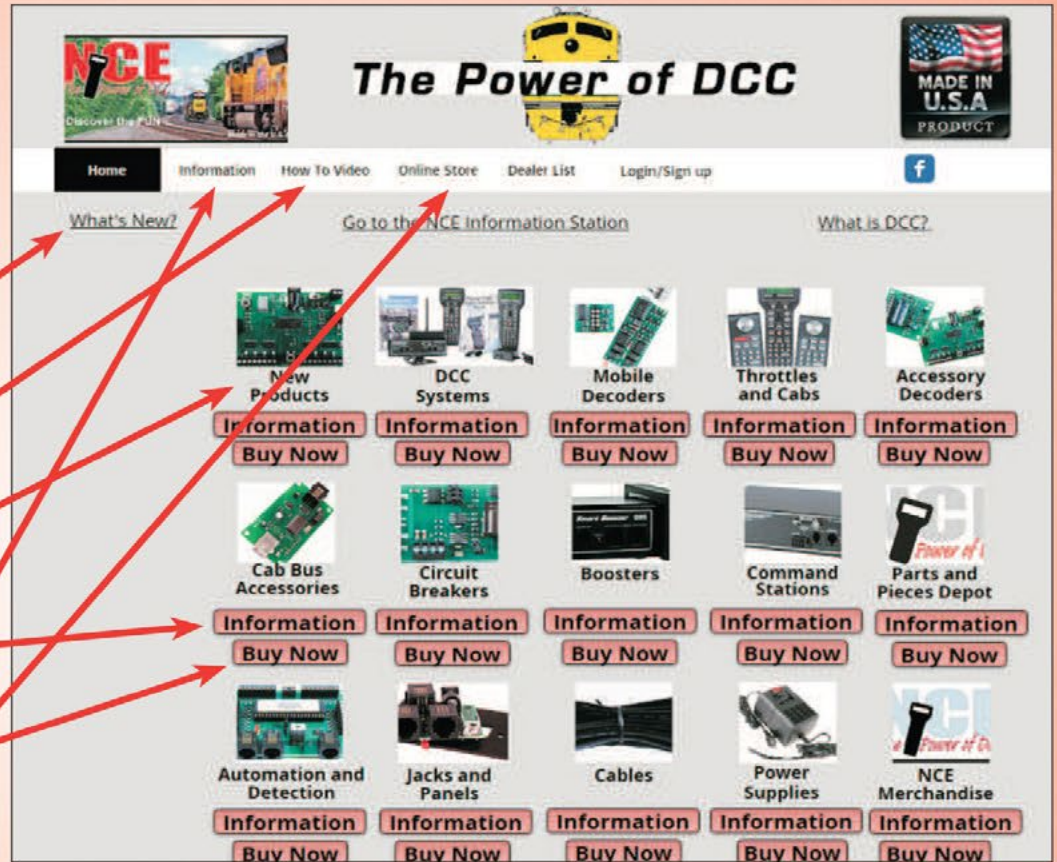 NCE
The Power of DCC
MADE IN
U.S.A
PRODUCT
Home
Information
How To Video
Online Store
Dealer List
Login/Sign up
f
What's New?
Go to the NCE Information Station
What is DCC?
New
Products
DCC
Systems
Mobile
Decoders
Throttles
and Cabs
Accessory
Decoders
Information
Information
Information
Information
Information
Buy Now
Buy Now
Buy Now
Buy Now
Buy Now
Cab Bus
Accessories
Circuit
Breakers
Boosters
Command
Stations
Parts and
Pieces Depot
Information
Information
Information
Information
Information
Buy Now
Buy Now
Buy Now
Buy Now
Buy Now
Automation and
Detection
Jacks and
Panels
Cables
Power
Supplies
NCE
Merchandise
Information
Information
Information
Information
Information
Buy Now
Buy Now
Buy Now
Buy Now
Buy Now